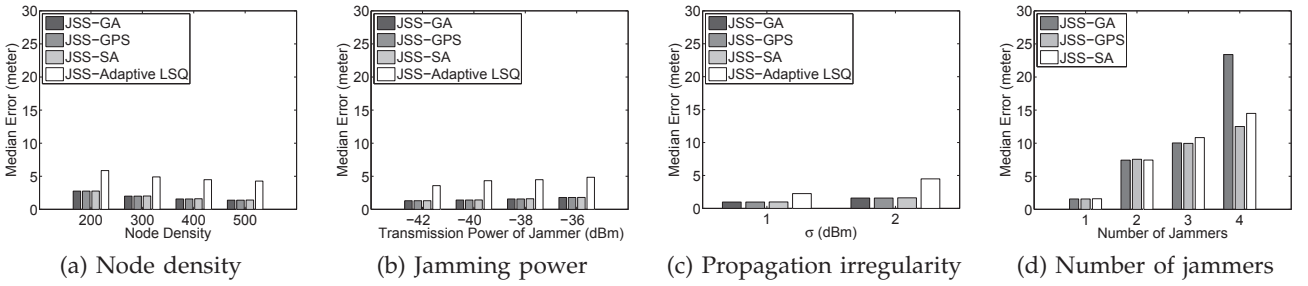 30
25
20
15
10
5
0
Median Error (meter)
JSS−GA
JSS−GPS
JSS−SA
JSS−Adaptive LSQ
200 300 400 500
Node Density
(a) Node density
30
25
20
15
10
5
0
Median Error (meter)
JSS−GA
JSS−GPS
JSS−SA
JSS−Adaptive LSQ
−42 −40 −38 −36
Transmission Power of Jammer (dBm)
(b) Jamming power
30
25
20
15
10
5
0
Median Error (meter)
JSS−GA
JSS−GPS
JSS−SA
JSS−Adaptive LSQ
1 2
σ (dBm)
(c) Propagation irregularity
30
25
20
15
10
5
0
Median Error (meter)
JSS−GA
JSS−GPS
JSS−SA
1 2 3 4
Number of Jammers
(d) Number of jammers